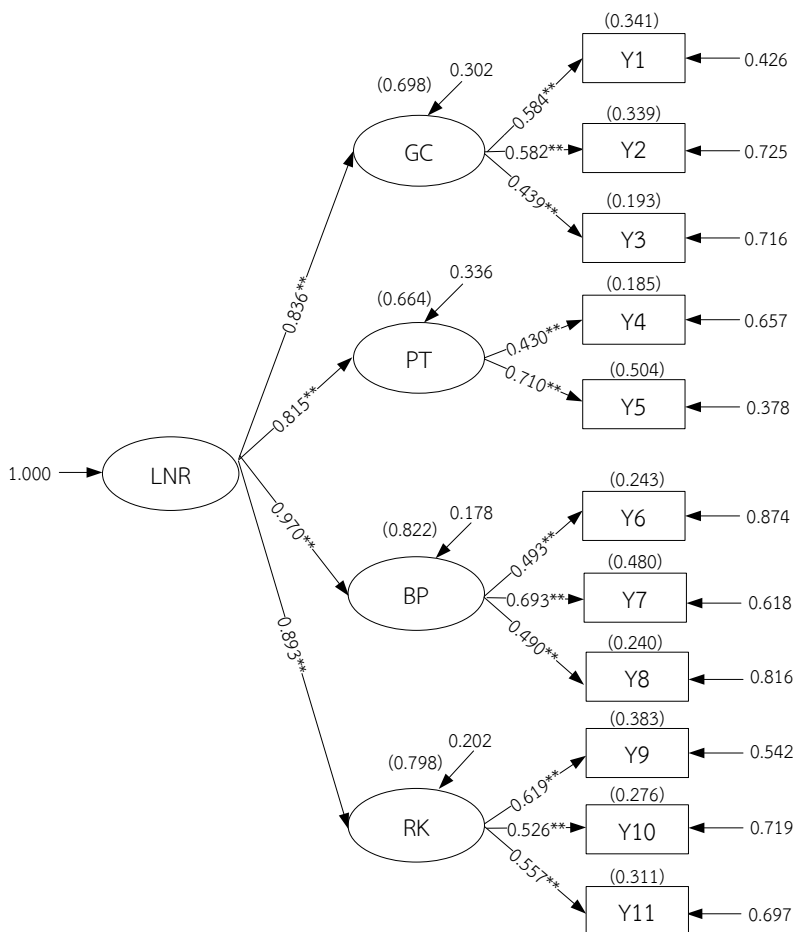 (0.341)
Y1
0.426
0.302
(0.698)
GC
0.584**
0.582**
0.439**
(0.339)
Y2
0.725
(0.193)
Y3
0.716
0.836**
0.336
(0.664)
PT
0.430**
0.710**
(0.185)
Y4
0.657
(0.504)
Y5
0.378
0.815**
1.000
LNR
0.970**
0.893**
0.178
(0.822)
BP
0.493**
0.693**
0.490**
(0.243)
Y6
0.874
(0.480)
Y7
0.618
(0.240)
Y8
0.816
0.202
(0.798)
RK
0.619**
0.526**
0.557**
(0.383)
Y9
0.542
(0.276)
Y10
0.719
(0.311)
Y11
0.697